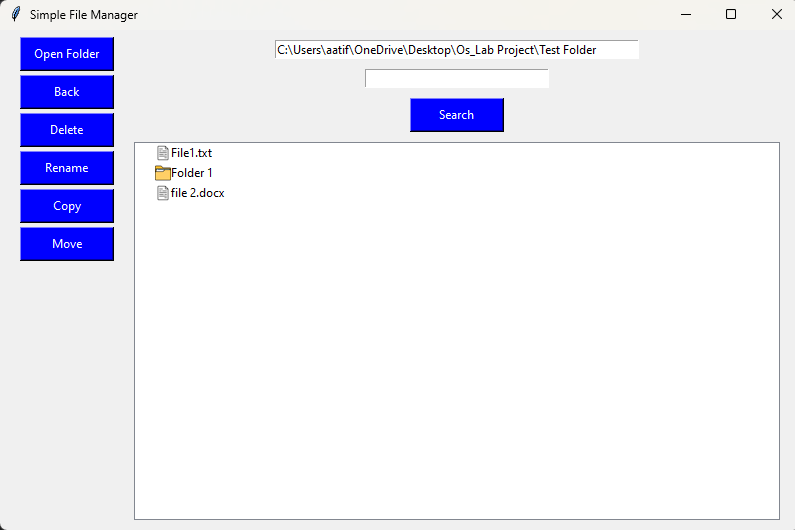 Simple File Manager
Open Folder
Back
Delete
Rename
Copy
Move
C:\Users\aatif\OneDrive\Desktop\Os_Lab Project\Test Folder
Search
File1.txt
Folder 1
file 2.docx